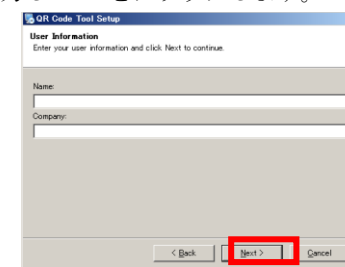 QR Code Tool Setup
User Information
Enter your user information and click Next to continue.
Name:
Company:
< Back
Next >
Cancel